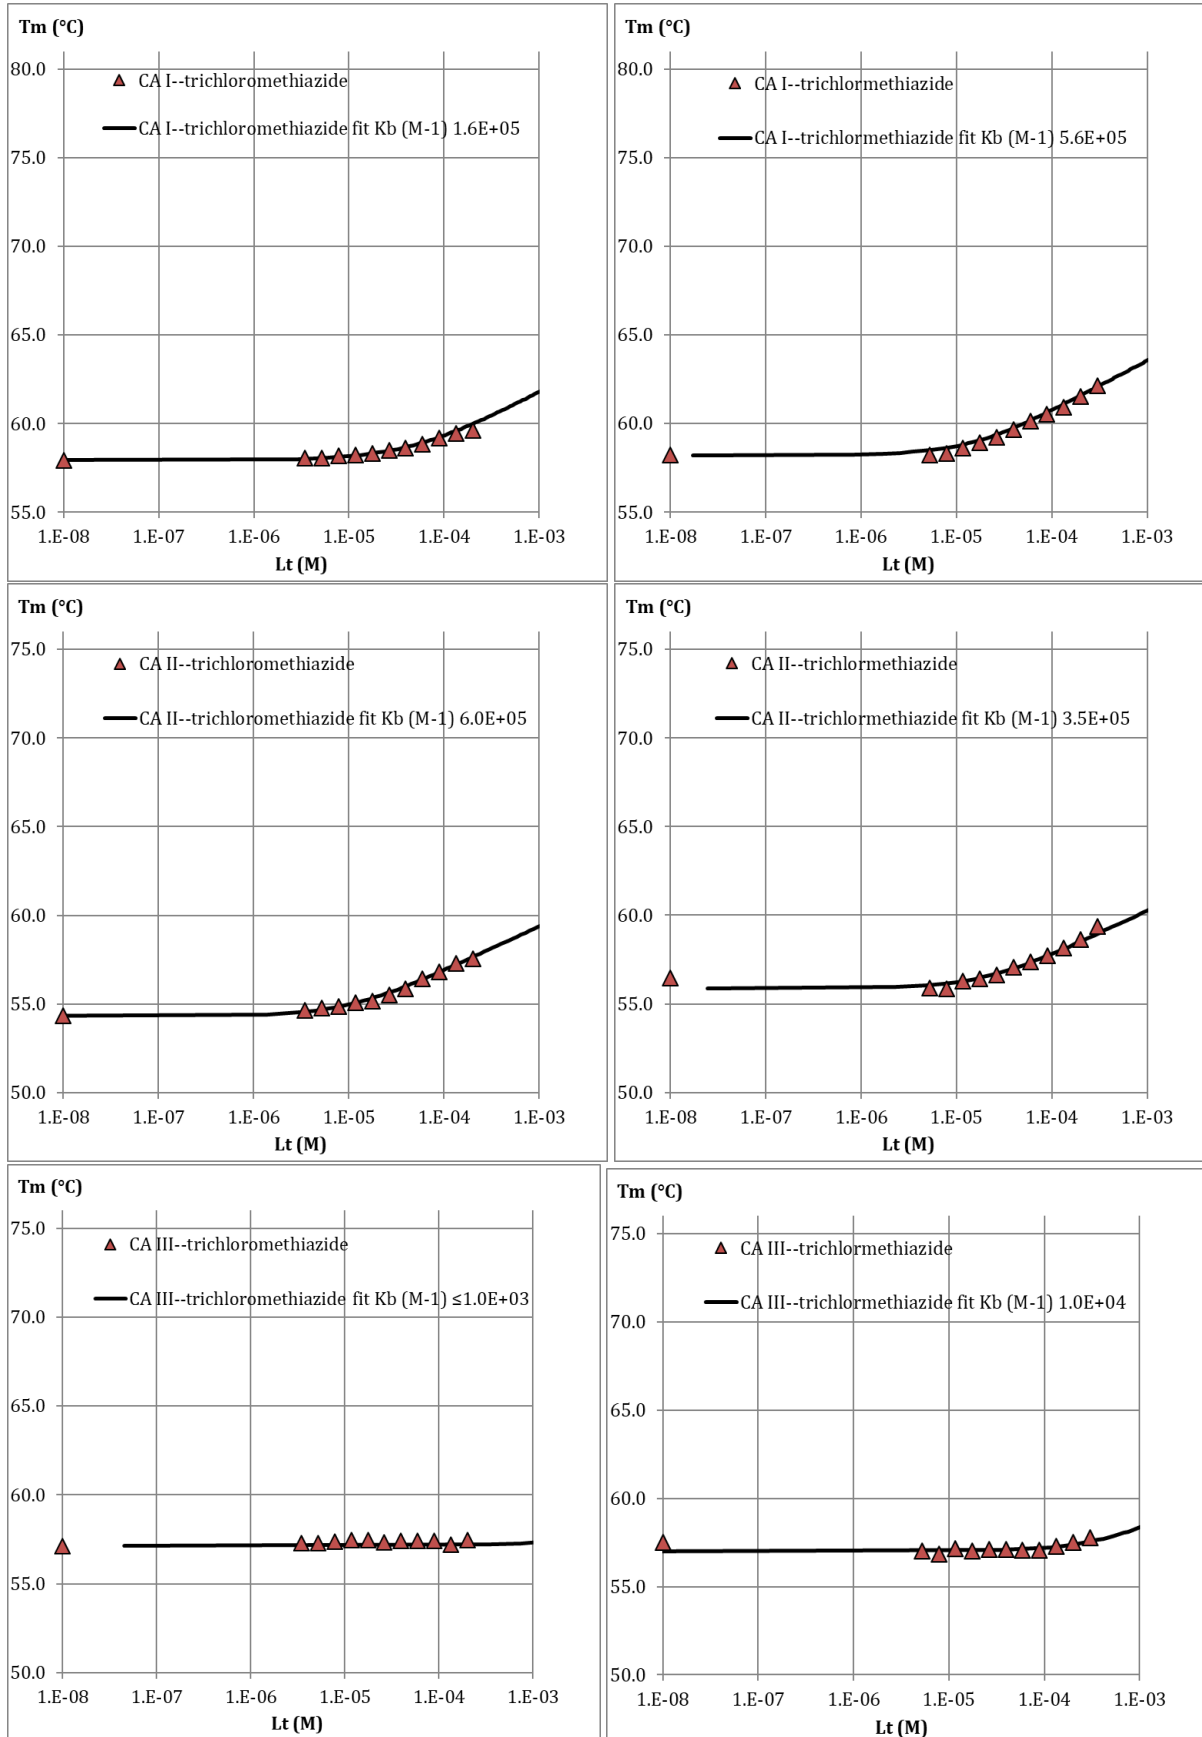 Tm (°C)
80.0
75.0
70.0
65.0
60.0
55.0
CA I--trichloromethiazide
CA I--trichloromethiazide fit Kb (M-1) 1.6E+05
1.E-08 1.E-07 1.E-06 1.E-05 1.E-04 1.E-03
Lt (M)
Tm (°C)
80.0
75.0
70.0
65.0
60.0
55.0
CA I--trichlormethiazide
CA I--trichlormethiazide fit Kb (M-1) 5.6E+05
1.E-08 1.E-07 1.E-06 1.E-05 1.E-04 1.E-03
Lt (M)
Tm (°C)
75.0
70.0
65.0
60.0
55.0
50.0
CA II--trichloromethiazide
CA II--trichloromethiazide fit Kb (M-1) 6.0E+05
1.E-08 1.E-07 1.E-06 1.E-05 1.E-04 1.E-03
Lt (M)
Tm (°C)
75.0
70.0
65.0
60.0
55.0
50.0
CA II--trichlormethiazide
CA II--trichlormethiazide fit Kb (M-1) 3.5E+05
1.E-08 1.E-07 1.E-06 1.E-05 1.E-04 1.E-03
Lt (M)
Tm (°C)
75.0
70.0
65.0
60.0
55.0
50.0
CA III--trichloromethiazide
CA III--trichloromethiazide fit Kb (M-1) ≤1.0E+03
1.E-08 1.E-07 1.E-06 1.E-05 1.E-04 1.E-03
Lt (M)
Tm (°C)
75.0
70.0
65.0
60.0
55.0
50.0
CA III--trichlormethiazide
CA III--trichlormethiazide fit Kb (M-1) 1.0E+04
1.E-08 1.E-07 1.E-06 1.E-05 1.E-04 1.E-03
Lt (M)